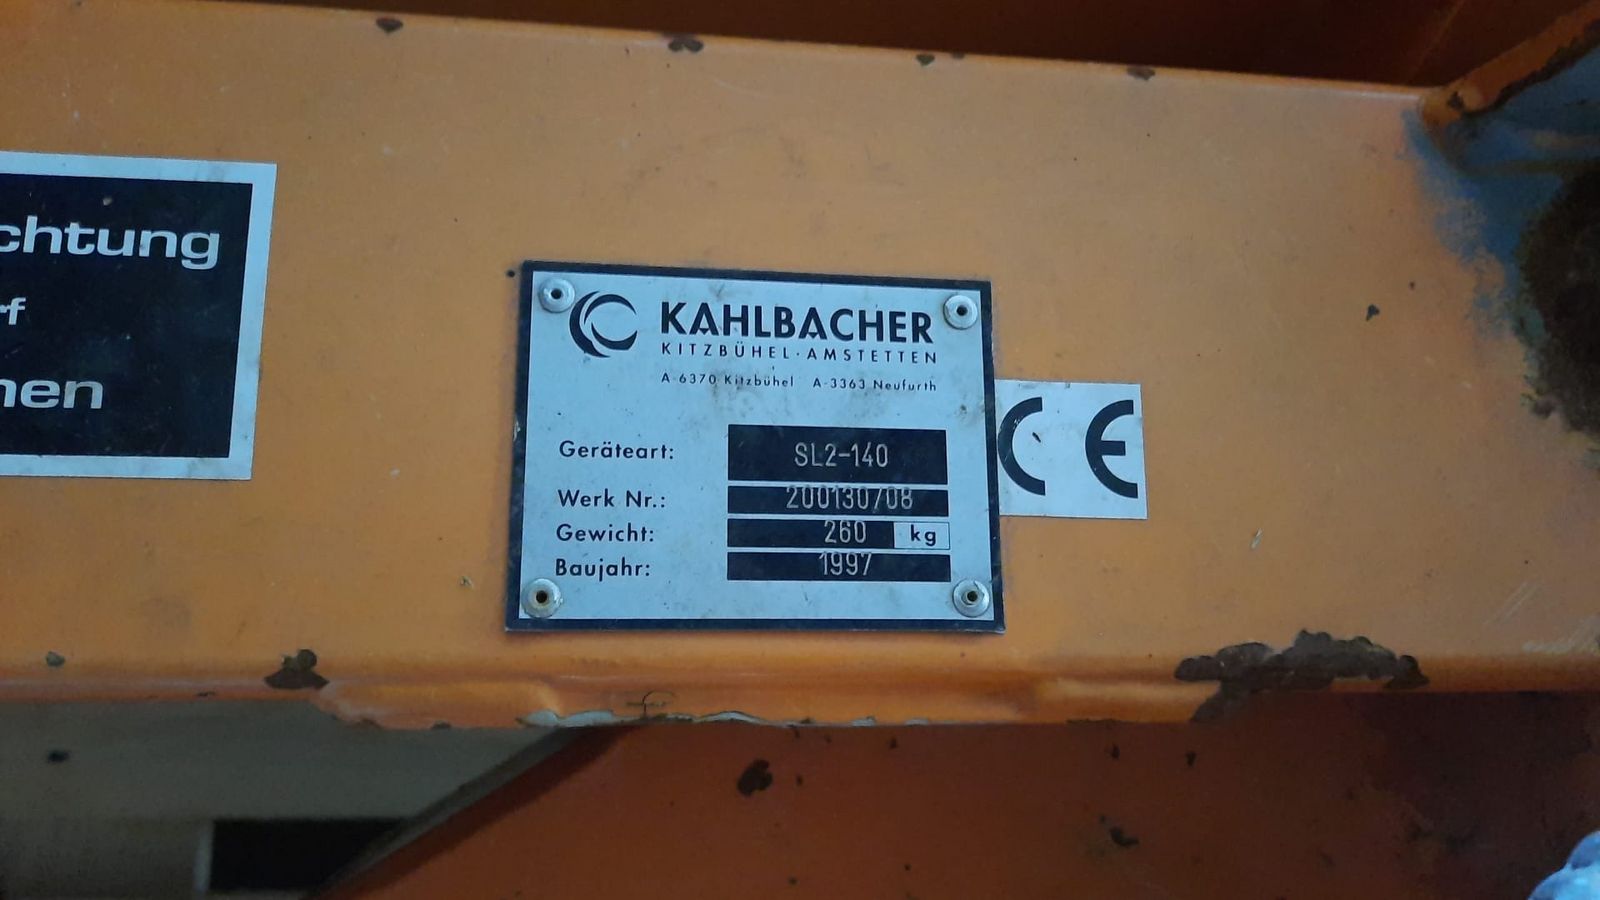 KAHLBACHER
KITZBÜHEL·AMSTETTEN
A-6370 Kitzbühel A-3363 Neufurth
Geräteart: SL2-140
Werk Nr.: 200130/08
Gewicht: 260 kg
Baujahr: 1997
CE
chtung
rf
nen